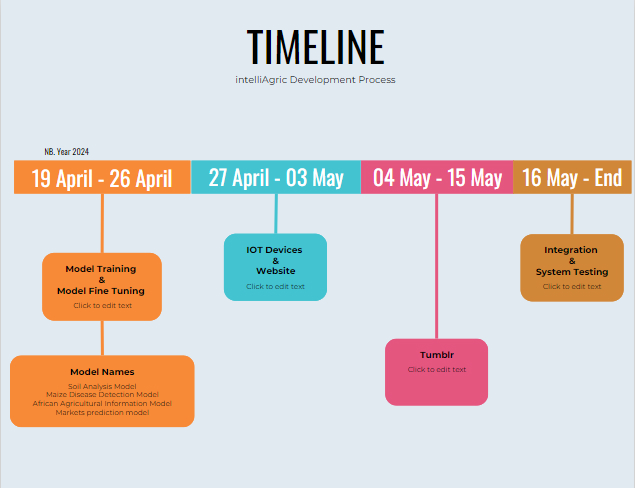 TIMELINE
intelliAgric Development Process
NB. Year 2024
19 April - 26 April
27 April - 03 May
04 May - 15 May
16 May - End
Model Training
&
Model Fine Tuning
Click to edit text
IOT Devices
&
Website
Click to edit text
Integration
&
System Testing
Click to edit text
Tumblr
Click to edit text
Model Names
Soil Analysis Model
Maize Disease Detection Model
African Agricultural Information Model
Markets prediction model